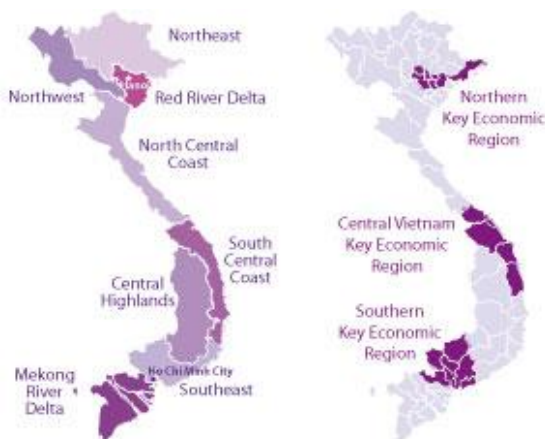 Northeast
Hanoi
Northwest
Red River Delta
North Central
Coast
South
Central
Coast
Central
Highlands
Ho Chi Minh City
Southeast
Mekong
River
Delta
Northern
Key Economic
Region
Central Vietnam
Key Economic
Region
Southern
Key Economic
Region